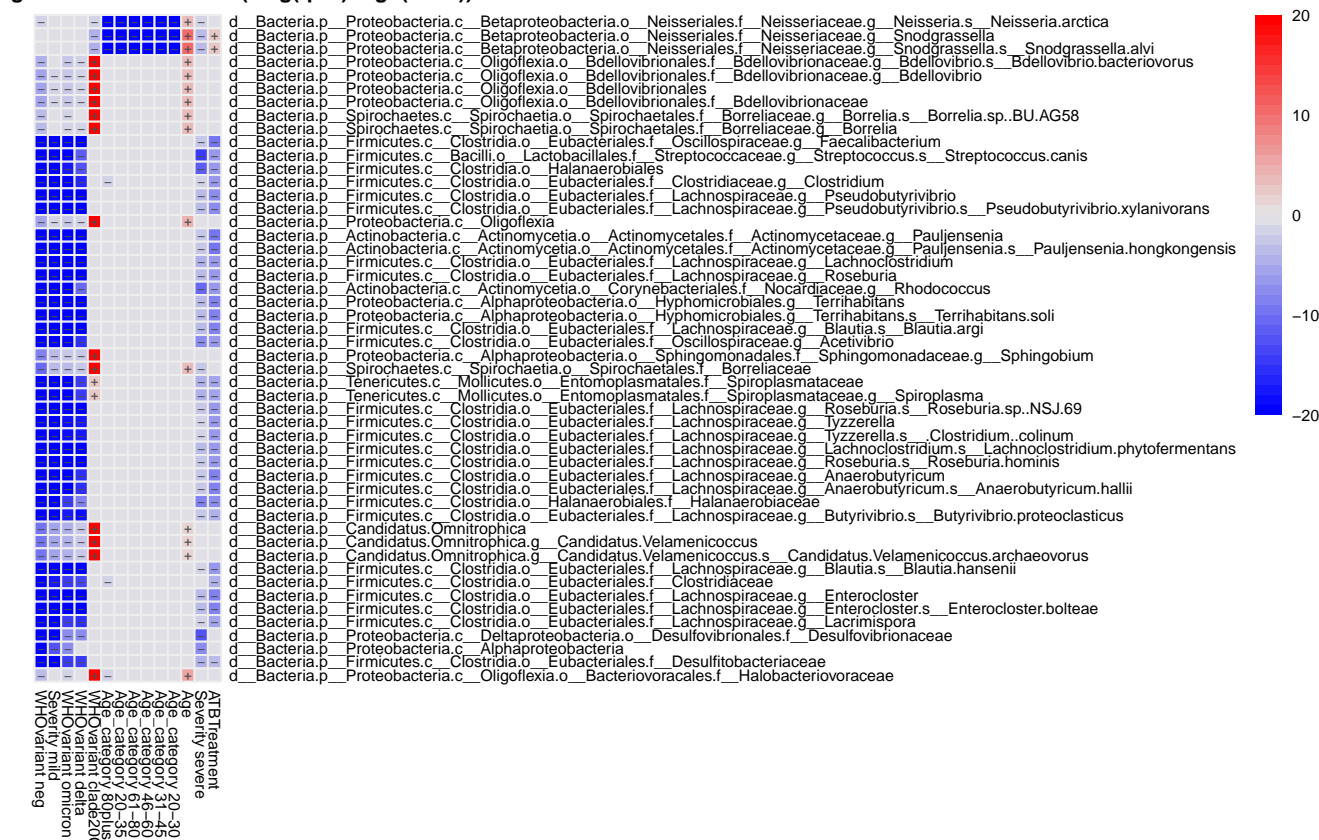 d__Bacteria.p__Proteobacteria.c__Betaproteobacteria.o__Neisseriales.f__Neisseriaceae.g__Neisseria.s__Neisseria.arctica
d__Bacteria.p__Proteobacteria.c__Betaproteobacteria.o__Neisseriales.f__Neisseriaceae.g__Snodgrassella
d__Bacteria.p__Proteobacteria.c__Betaproteobacteria.o__Neisseriales.f__Neisseriaceae.g__Snodgrassella.s__Snodgrassella.alvi
d__Bacteria.p__Proteobacteria.c__Oligoflexia.o__Bdellovibrionales.f__Bdellovibrionaceae.g__Bdellovibrio.s__Bdellovibrio.bacteriovorus
d__Bacteria.p__Proteobacteria.c__Oligoflexia.o__Bdellovibrionales.f__Bdellovibrionaceae.g__Bdellovibrio
d__Bacteria.p__Proteobacteria.c__Oligoflexia.o__Bdellovibrionales
d__Bacteria.p__Proteobacteria.c__Oligoflexia.o__Bdellovibrionales.f__Bdellovibrionaceae
d__Bacteria.p__Spirochaetes.c__Spirochaetia.o__Spirochaetales.f__Borreliaceae.g__Borrelia.s__Borrelia.sp..BU.AG58
d__Bacteria.p__Spirochaetes.c__Spirochaetia.o__Spirochaetales.f__Borreliaceae.g__Borrelia
d__Bacteria.p__Firmicutes.c__Clostridia.o__Eubacteriales.f__Oscillospiraceae.g__Faecalibacterium
d__Bacteria.p__Firmicutes.c__Bacilli.o__Lactobacillales.f__Streptococcaceae.g__Streptococcus.s__Streptococcus.canis
d__Bacteria.p__Firmicutes.c__Clostridia.o__Halanaerobiales
d__Bacteria.p__Firmicutes.c__Clostridia.o__Eubacteriales.f__Clostridiaceae.g__Clostridium
d__Bacteria.p__Firmicutes.c__Clostridia.o__Eubacteriales.f__Lachnospiraceae.g__Pseudobutyrivibrio
d__Bacteria.p__Firmicutes.c__Clostridia.o__Eubacteriales.f__Lachnospiraceae.g__Pseudobutyrivibrio.s__Pseudobutyrivibrio.xylanivorans
d__Bacteria.p__Proteobacteria.c__Oligoflexia
d__Bacteria.p__Actinobacteria.c__Actinomycetia.o__Actinomycetales.f__Actinomycetaceae.g__Pauljensenia
d__Bacteria.p__Actinobacteria.c__Actinomycetia.o__Actinomycetales.f__Actinomycetaceae.g__Pauljensenia.s__Pauljensenia.hongkongensis
d__Bacteria.p__Firmicutes.c__Clostridia.o__Eubacteriales.f__Lachnospiraceae.g__Lachnoclostridium
d__Bacteria.p__Firmicutes.c__Clostridia.o__Eubacteriales.f__Lachnospiraceae.g__Roseburia
d__Bacteria.p__Actinobacteria.c__Actinomycetia.o__Corynebacteriales.f__Nocardiaceae.g__Rhodococcus
d__Bacteria.p__Proteobacteria.c__Alphaproteobacteria.o__Hyphomicrobiales.g__Terrihabitans
d__Bacteria.p__Proteobacteria.c__Alphaproteobacteria.o__Hyphomicrobiales.g__Terrihabitans.s__Terrihabitans.soli
d__Bacteria.p__Firmicutes.c__Clostridia.o__Eubacteriales.f__Lachnospiraceae.g__Blautia.s__Blautia.argi
d__Bacteria.p__Firmicutes.c__Clostridia.o__Eubacteriales.f__Oscillospiraceae.g__Acetivibrio
d__Bacteria.p__Proteobacteria.c__Alphaproteobacteria.o__Sphingomonadales.f__Sphingomonadaceae.g__Sphingobium
d__Bacteria.p__Spirochaetes.c__Spirochaetia.o__Spirochaetales.f__Borreliaceae
d__Bacteria.p__Tenericutes.c__Mollicutes.o__Entomoplasmatales.f__Spiroplasmataceae
d__Bacteria.p__Tenericutes.c__Mollicutes.o__Entomoplasmatales.f__Spiroplasmataceae.g__Spiroplasma
d__Bacteria.p__Firmicutes.c__Clostridia.o__Eubacteriales.f__Lachnospiraceae.g__Roseburia.s__Roseburia.sp..NSJ.69
d__Bacteria.p__Firmicutes.c__Clostridia.o__Eubacteriales.f__Lachnospiraceae.g__Tyzzerella
d__Bacteria.p__Firmicutes.c__Clostridia.o__Eubacteriales.f__Lachnospiraceae.g__Tyzzerella.s__.Clostridium..colinum
d__Bacteria.p__Firmicutes.c__Clostridia.o__Eubacteriales.f__Lachnospiraceae.g__Lachnoclostridium.s__Lachnoclostridium.phytofermentans
d__Bacteria.p__Firmicutes.c__Clostridia.o__Eubacteriales.f__Lachnospiraceae.g__Roseburia.s__Roseburia.hominis
d__Bacteria.p__Firmicutes.c__Clostridia.o__Eubacteriales.f__Lachnospiraceae.g__Anaerobutyricum
d__Bacteria.p__Firmicutes.c__Clostridia.o__Eubacteriales.f__Lachnospiraceae.g__Anaerobutyricum.s__Anaerobutyricum.hallii
d__Bacteria.p__Firmicutes.c__Clostridia.o__Halanaerobiales.f__Halanaerobiaceae
d__Bacteria.p__Firmicutes.c__Clostridia.o__Eubacteriales.f__Lachnospiraceae.g__Butyrivibrio.s__Butyrivibrio.proteoclasticus
d__Bacteria.p__Candidatus.Omnitrophica
d__Bacteria.p__Candidatus.Omnitrophica.g__Candidatus.Velamenicoccus
d__Bacteria.p__Candidatus.Omnitrophica.g__Candidatus.Velamenicoccus.s__Candidatus.Velamenicoccus.archaeovorus
d__Bacteria.p__Firmicutes.c__Clostridia.o__Eubacteriales.f__Lachnospiraceae.g__Blautia.s__Blautia.hansenii
d__Bacteria.p__Firmicutes.c__Clostridia.o__Eubacteriales.f__Clostridiaceae
d__Bacteria.p__Firmicutes.c__Clostridia.o__Eubacteriales.f__Lachnospiraceae.g__Enterocloster
d__Bacteria.p__Firmicutes.c__Clostridia.o__Eubacteriales.f__Lachnospiraceae.g__Enterocloster.s__Enterocloster.bolteae
d__Bacteria.p__Firmicutes.c__Clostridia.o__Eubacteriales.f__Lachnospiraceae.g__Lacrimispora
d__Bacteria.p__Proteobacteria.c__Deltaproteobacteria.o__Desulfovibrionales.f__Desulfovibrionaceae
d__Bacteria.p__Proteobacteria.c__Alphaproteobacteria
d__Bacteria.p__Firmicutes.c__Clostridia.o__Eubacteriales.f__Desulfitobacteriaceae
d__Bacteria.p__Proteobacteria.c__Oligoflexia.o__Bacteriovoracales.f__Halobacteriovoraceae
WHOvariant neg
Severity mild
WHOvariant omicron
WHOvariant delta
WHOvariant clade20
Age_category 80plus
Age_category 20−35
Age_category 61−80
Age_category 46−60
Age_category 31−45
Age_category 20−30
Age
Severity severe
ATBTreatment
20
10
0
−10
−20